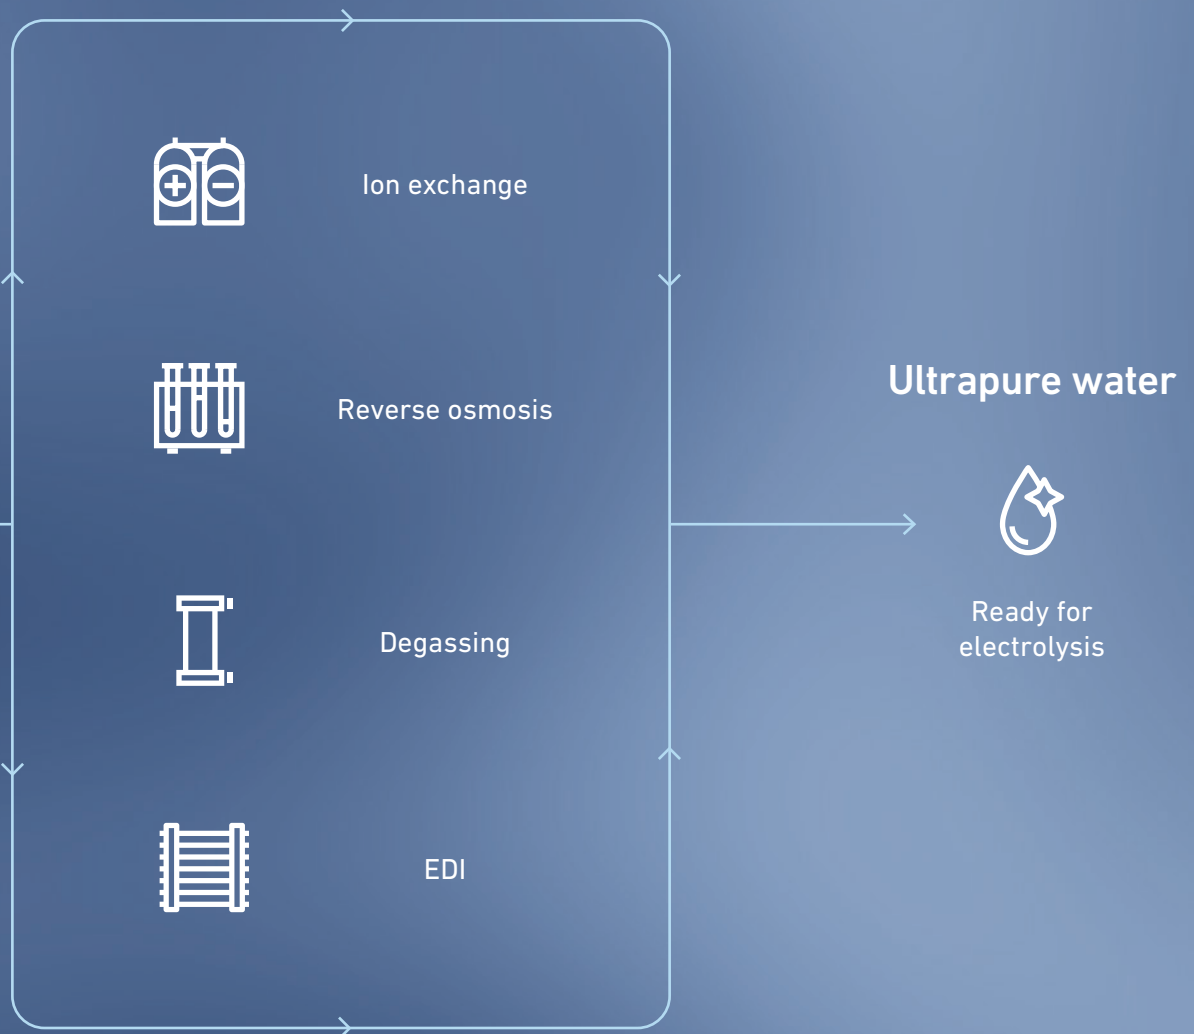 Ion exchange
Reverse osmosis
Degassing
EDI
Ultrapure water
Ready for
electrolysis